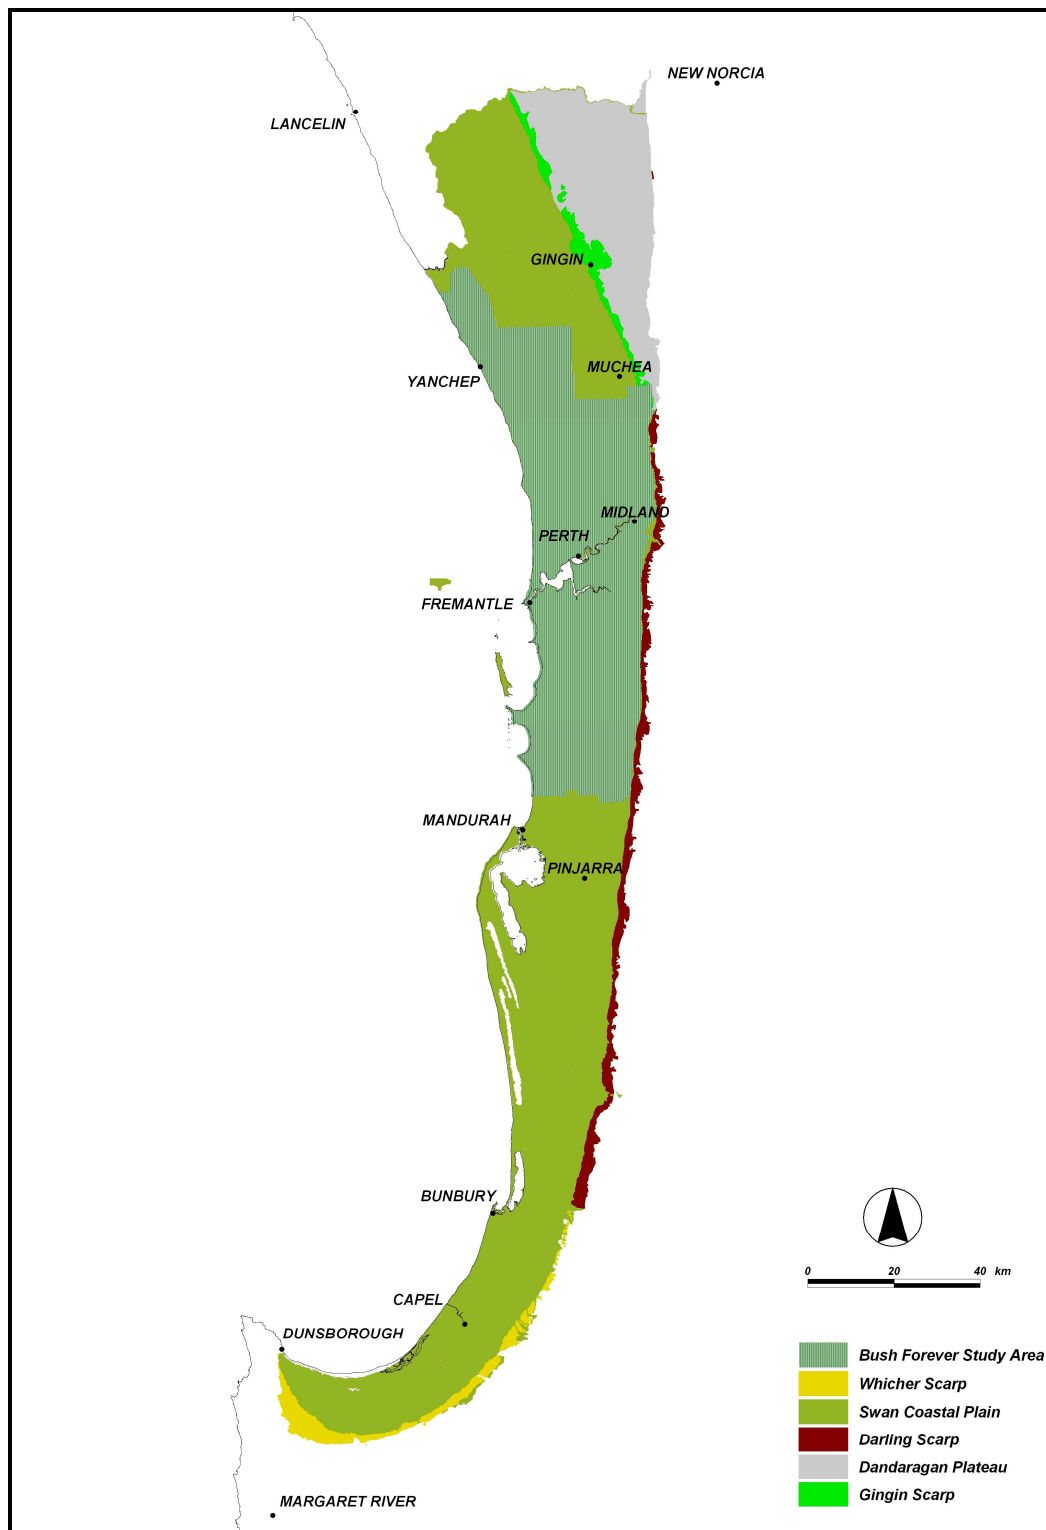 NEW NORCIA
LANCELIN
GINGIN
MUCHEA
YANCHEP
MIDLAND
PERTH
FREMANTLE
MANDURAH
PINJARRA
BUNBURY
0 20 40 km
CAPEL
DUNSBOROUGH
Bush Forever Study Area
Whicher Scarp
Swan Coastal Plain
Darling Scarp
Dandaragan Plateau
Gingin Scarp
MARGARET RIVER